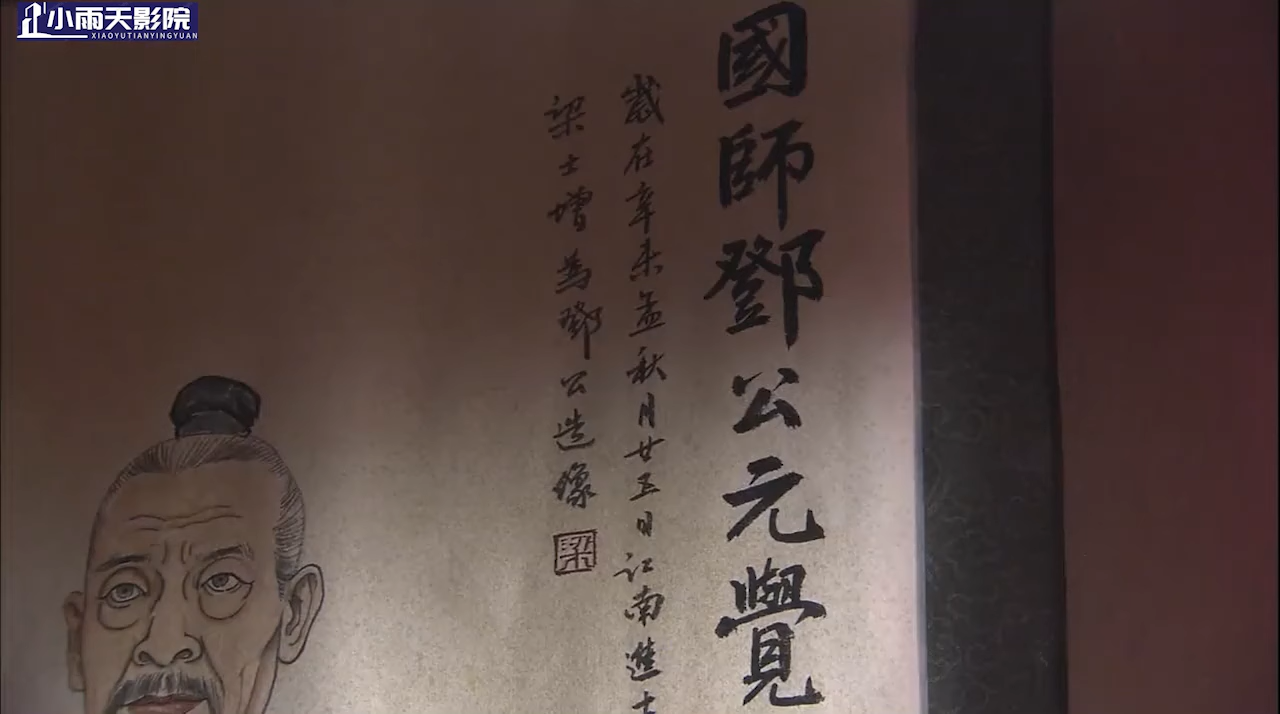 小雨天影院
XIAOYUTIANYINGYUAN
國師鄧公元覺
歲在辛未孟秋月廿五日江南進士
梁士增為鄧公造像
梁